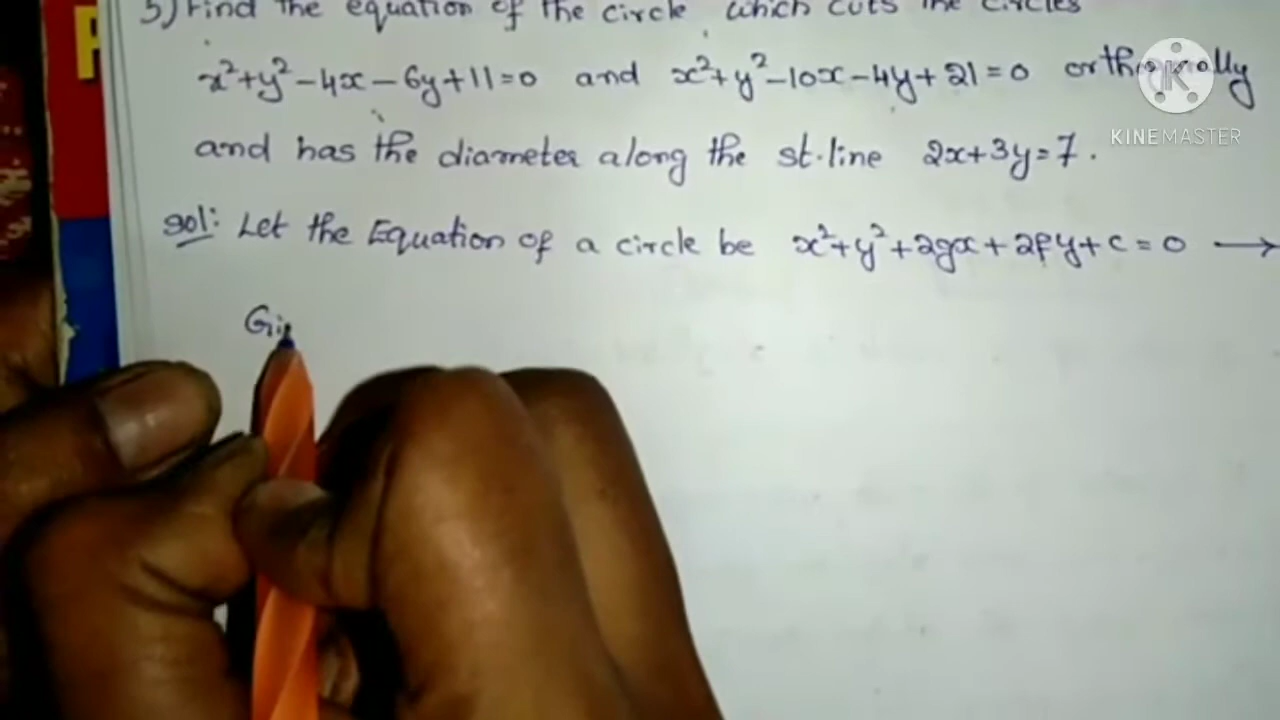 5) Find the equation of the circle which cuts the circles
x²+y²-4x-6y+11=0 and x²+y²-10x-4y+21=0 orthogonally
K
KINEMASTER
and has the diameter along the st.line 2x+3y=7.
Sol: Let the Equation of a circle be x²+y²+2gx+2fy+c=0 →
Gi